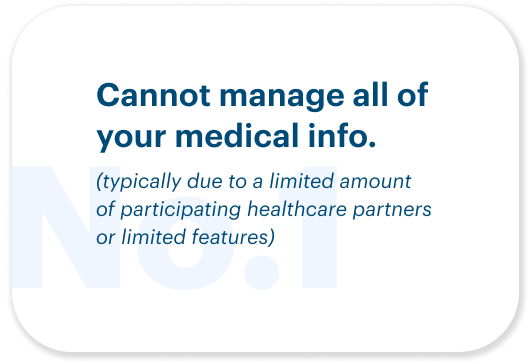 Cannot manage all of
your medical info.
(typically due to a limited amount
of participating healthcare partners
or limited features)
No.1